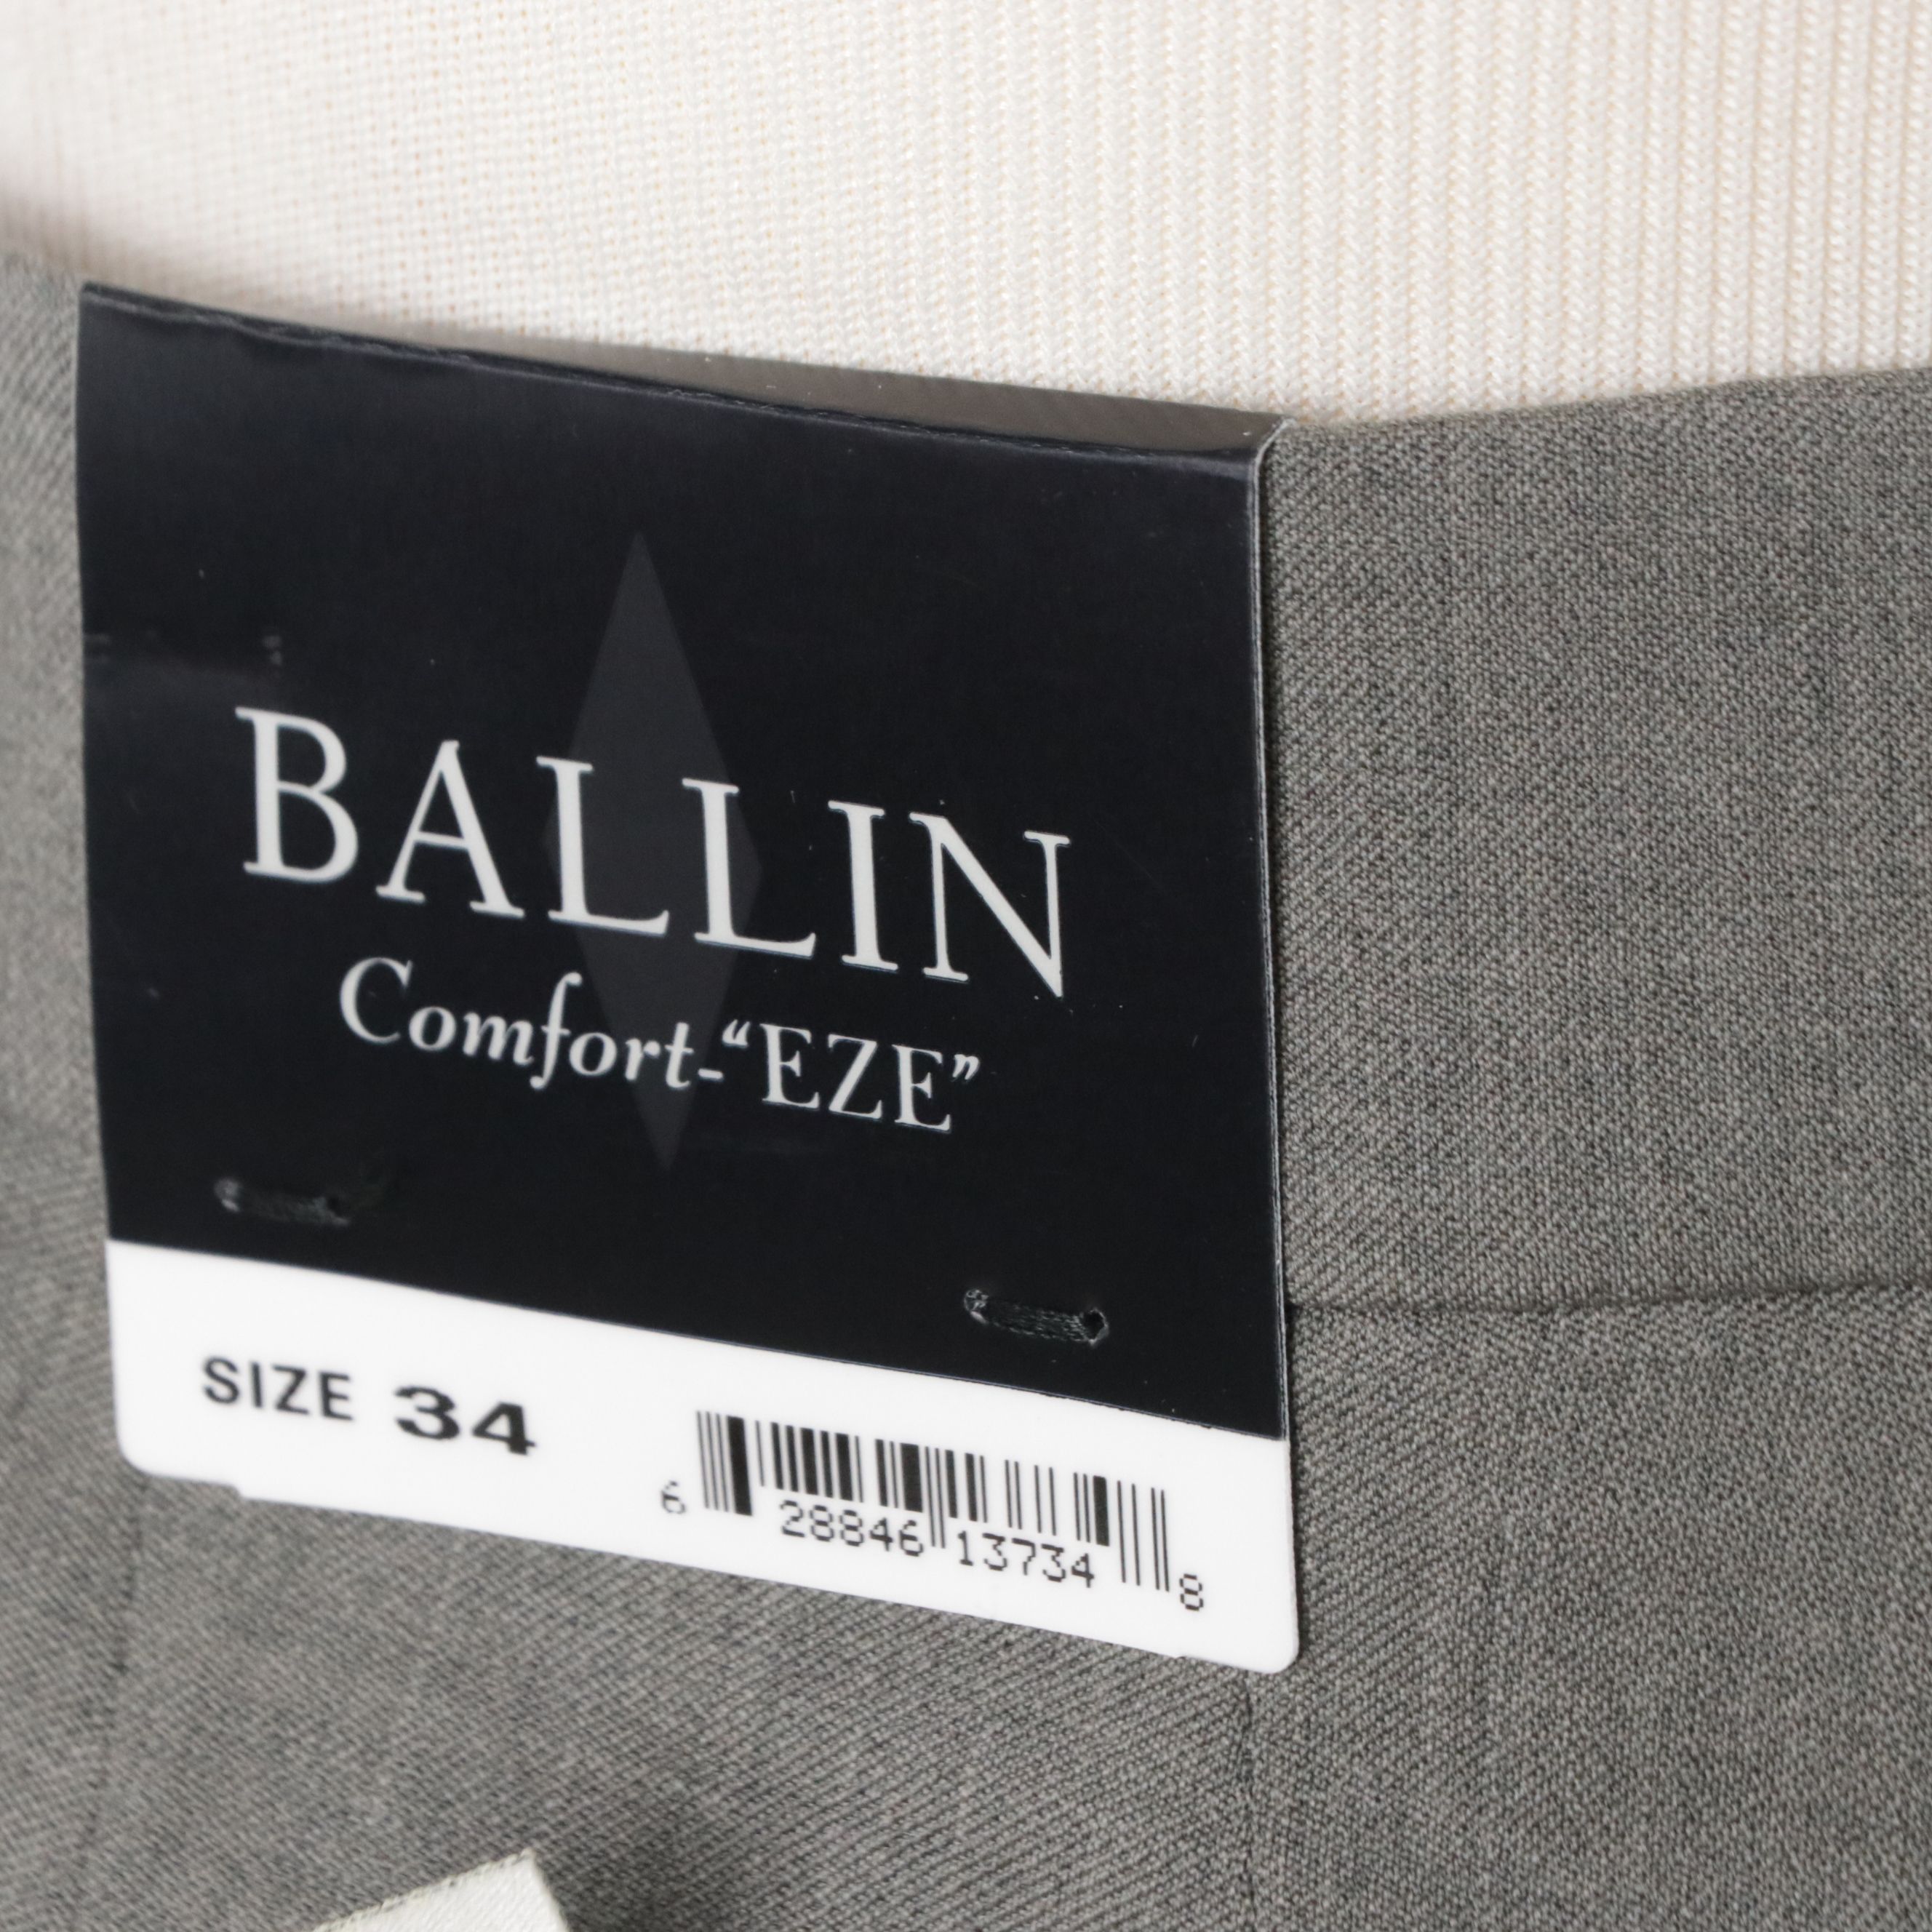 BALLIN
Comfort-“EZE”
SIZE 34
6 28846 13734 8